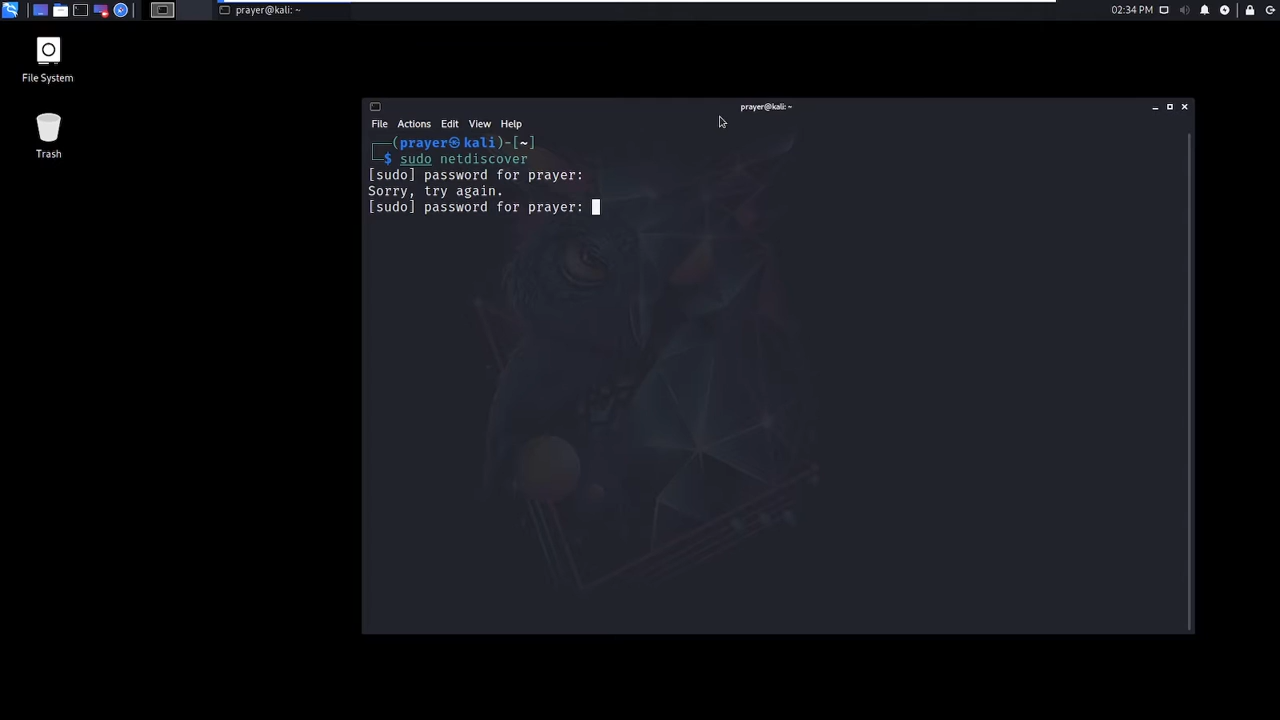 prayer@kali: ~
02:34 PM
File System
Trash
prayer@kali: ~
File Actions Edit View Help
┌──(prayer㉿kali)-[~]
└─$ sudo netdiscover
[sudo] password for prayer:
Sorry, try again.
[sudo] password for prayer: